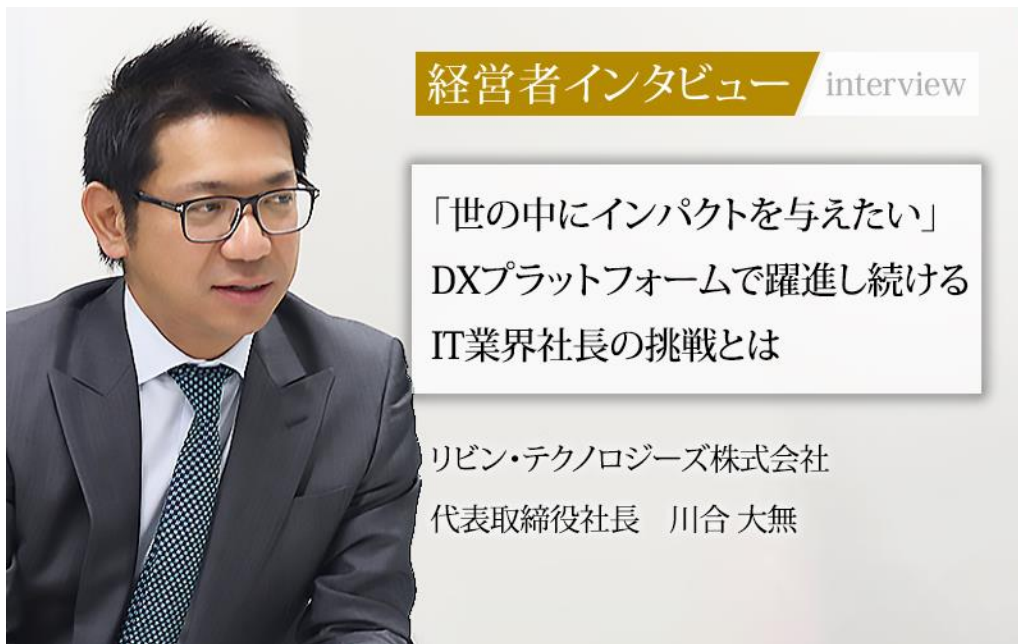 経営者インタビュー interview
「世の中にインパクトを与えたい」
DXプラットフォームで躍進し続ける
IT業界社長の挑戦とは
リビン・テクノロジーズ株式会社
代表取締役社長　川合 大無